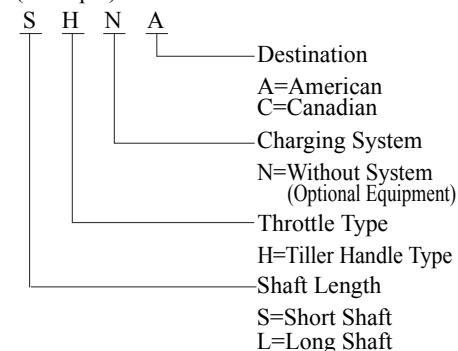 S H N A
Destination
A=American
C=Canadian
Charging System
N=Without System
(Optional Equipment)
Throttle Type
H=Tiller Handle Type
Shaft Length
S=Short Shaft
L=Long Shaft